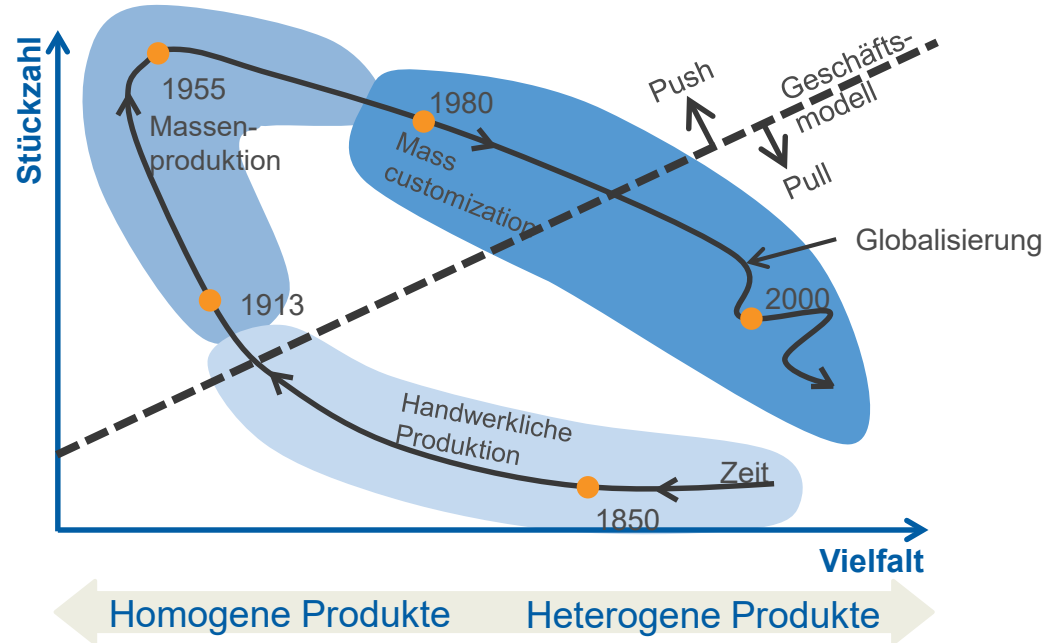 Stückzahl
1955
Massen-
produktion
1980
Mass
customization
Push
Geschäfts-
modell
Pull
Globalisierung
2000
1913
Handwerkliche
Produktion
Zeit
1850
Vielfalt
Homogene Produkte
Heterogene Produkte